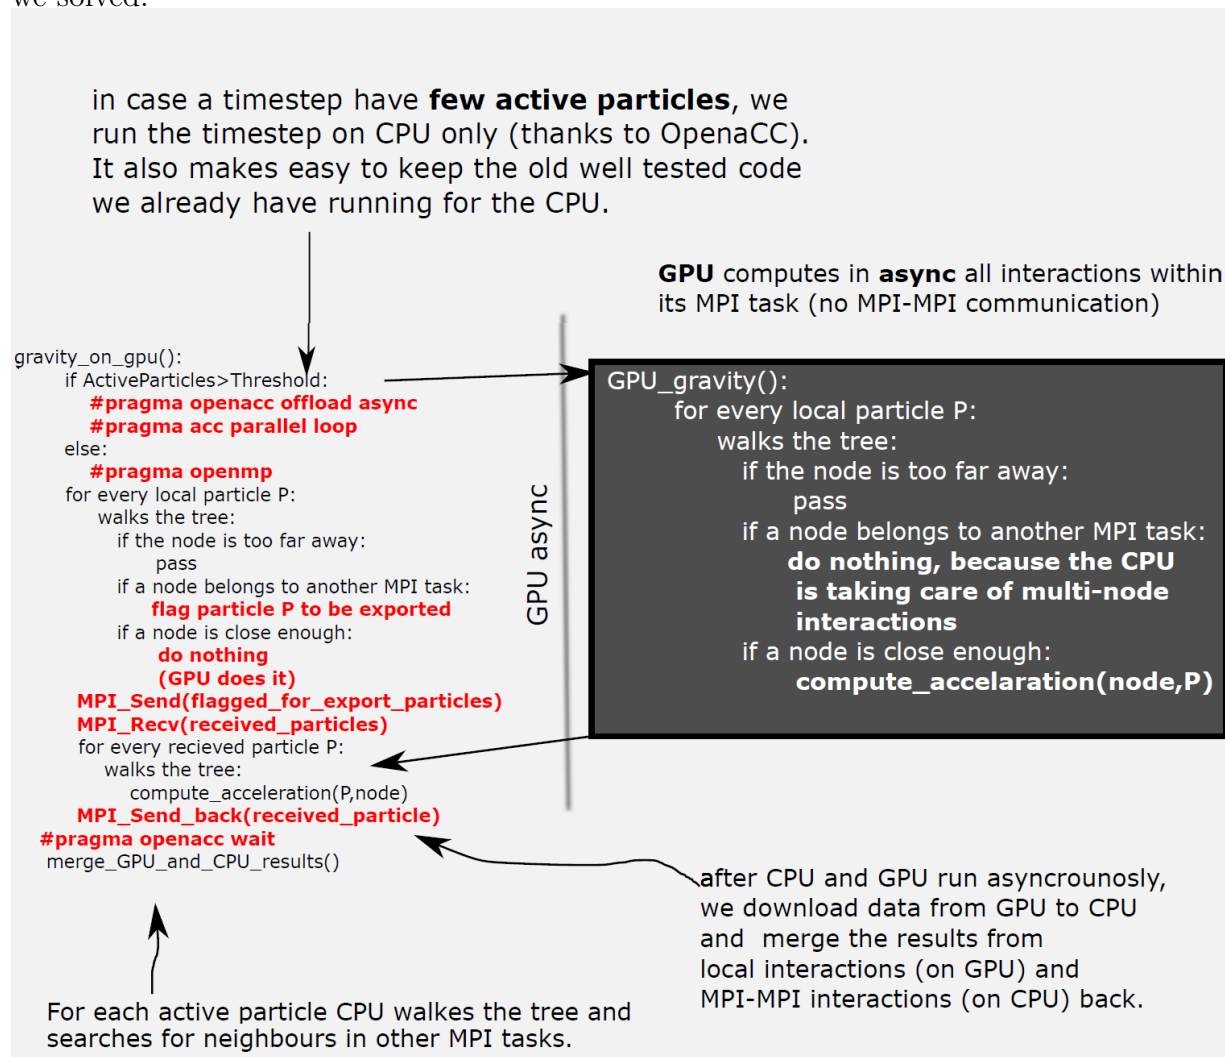 we solved.
in case a timestep have few active particles, we
run the timestep on CPU only (thanks to OpenaCC).
It also makes easy to keep the old well tested code
we already have running for the CPU.
GPU computes in async all interactions within
its MPI task (no MPI-MPI communication)
gravity_on_gpu():
if ActiveParticles>Threshold:
#pragma openacc offload async
#pragma acc parallel loop
else:
#pragma openmp
for every local particle P:
walks the tree:
if the node is too far away:
pass
if a node belongs to another MPI task:
flag particle P to be exported
if a node is close enough:
do nothing
(GPU does it)
MPI_Send(flagged_for_export_particles)
MPI_Recv(received_particles)
for every recieved particle P:
walks the tree:
compute_acceleration(P,node)
MPI_Send_back(received_particle)
#pragma openacc wait
merge_GPU_and_CPU_results()
GPU async
GPU_gravity():
for every local particle P:
walks the tree:
if the node is too far away:
pass
if a node belongs to another MPI task:
do nothing, because the CPU
is taking care of multi-node
interactions
if a node is close enough:
compute_accelaration(node,P)
after CPU and GPU run asyncrounosly,
we download data from GPU to CPU
and merge the results from
local interactions (on GPU) and
MPI-MPI interactions (on CPU) back.
For each active particle CPU walkes the tree and
searches for neighbours in other MPI tasks.